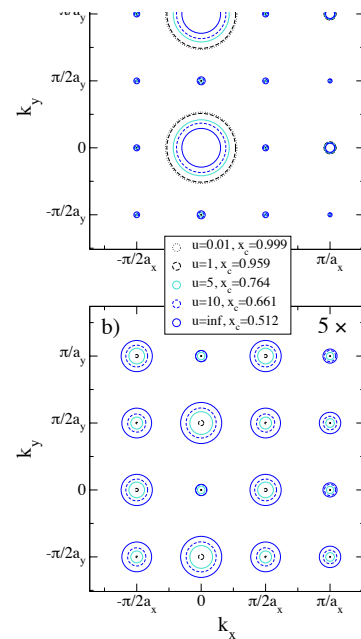 π/a_y
π/2a_y
k_y
0
-π/2a_y
-π/2a_x
π/a_x
u=0.01, x_c=0.999
u=1, x_c=0.959
u=5, x_c=0.764
u=10, x_c=0.661
u=inf, x_c=0.512
b)
5 ×
π/a_y
π/2a_y
k_y
0
-π/2a_y
-π/2a_x
0
π/2a_x
π/a_x
k_x